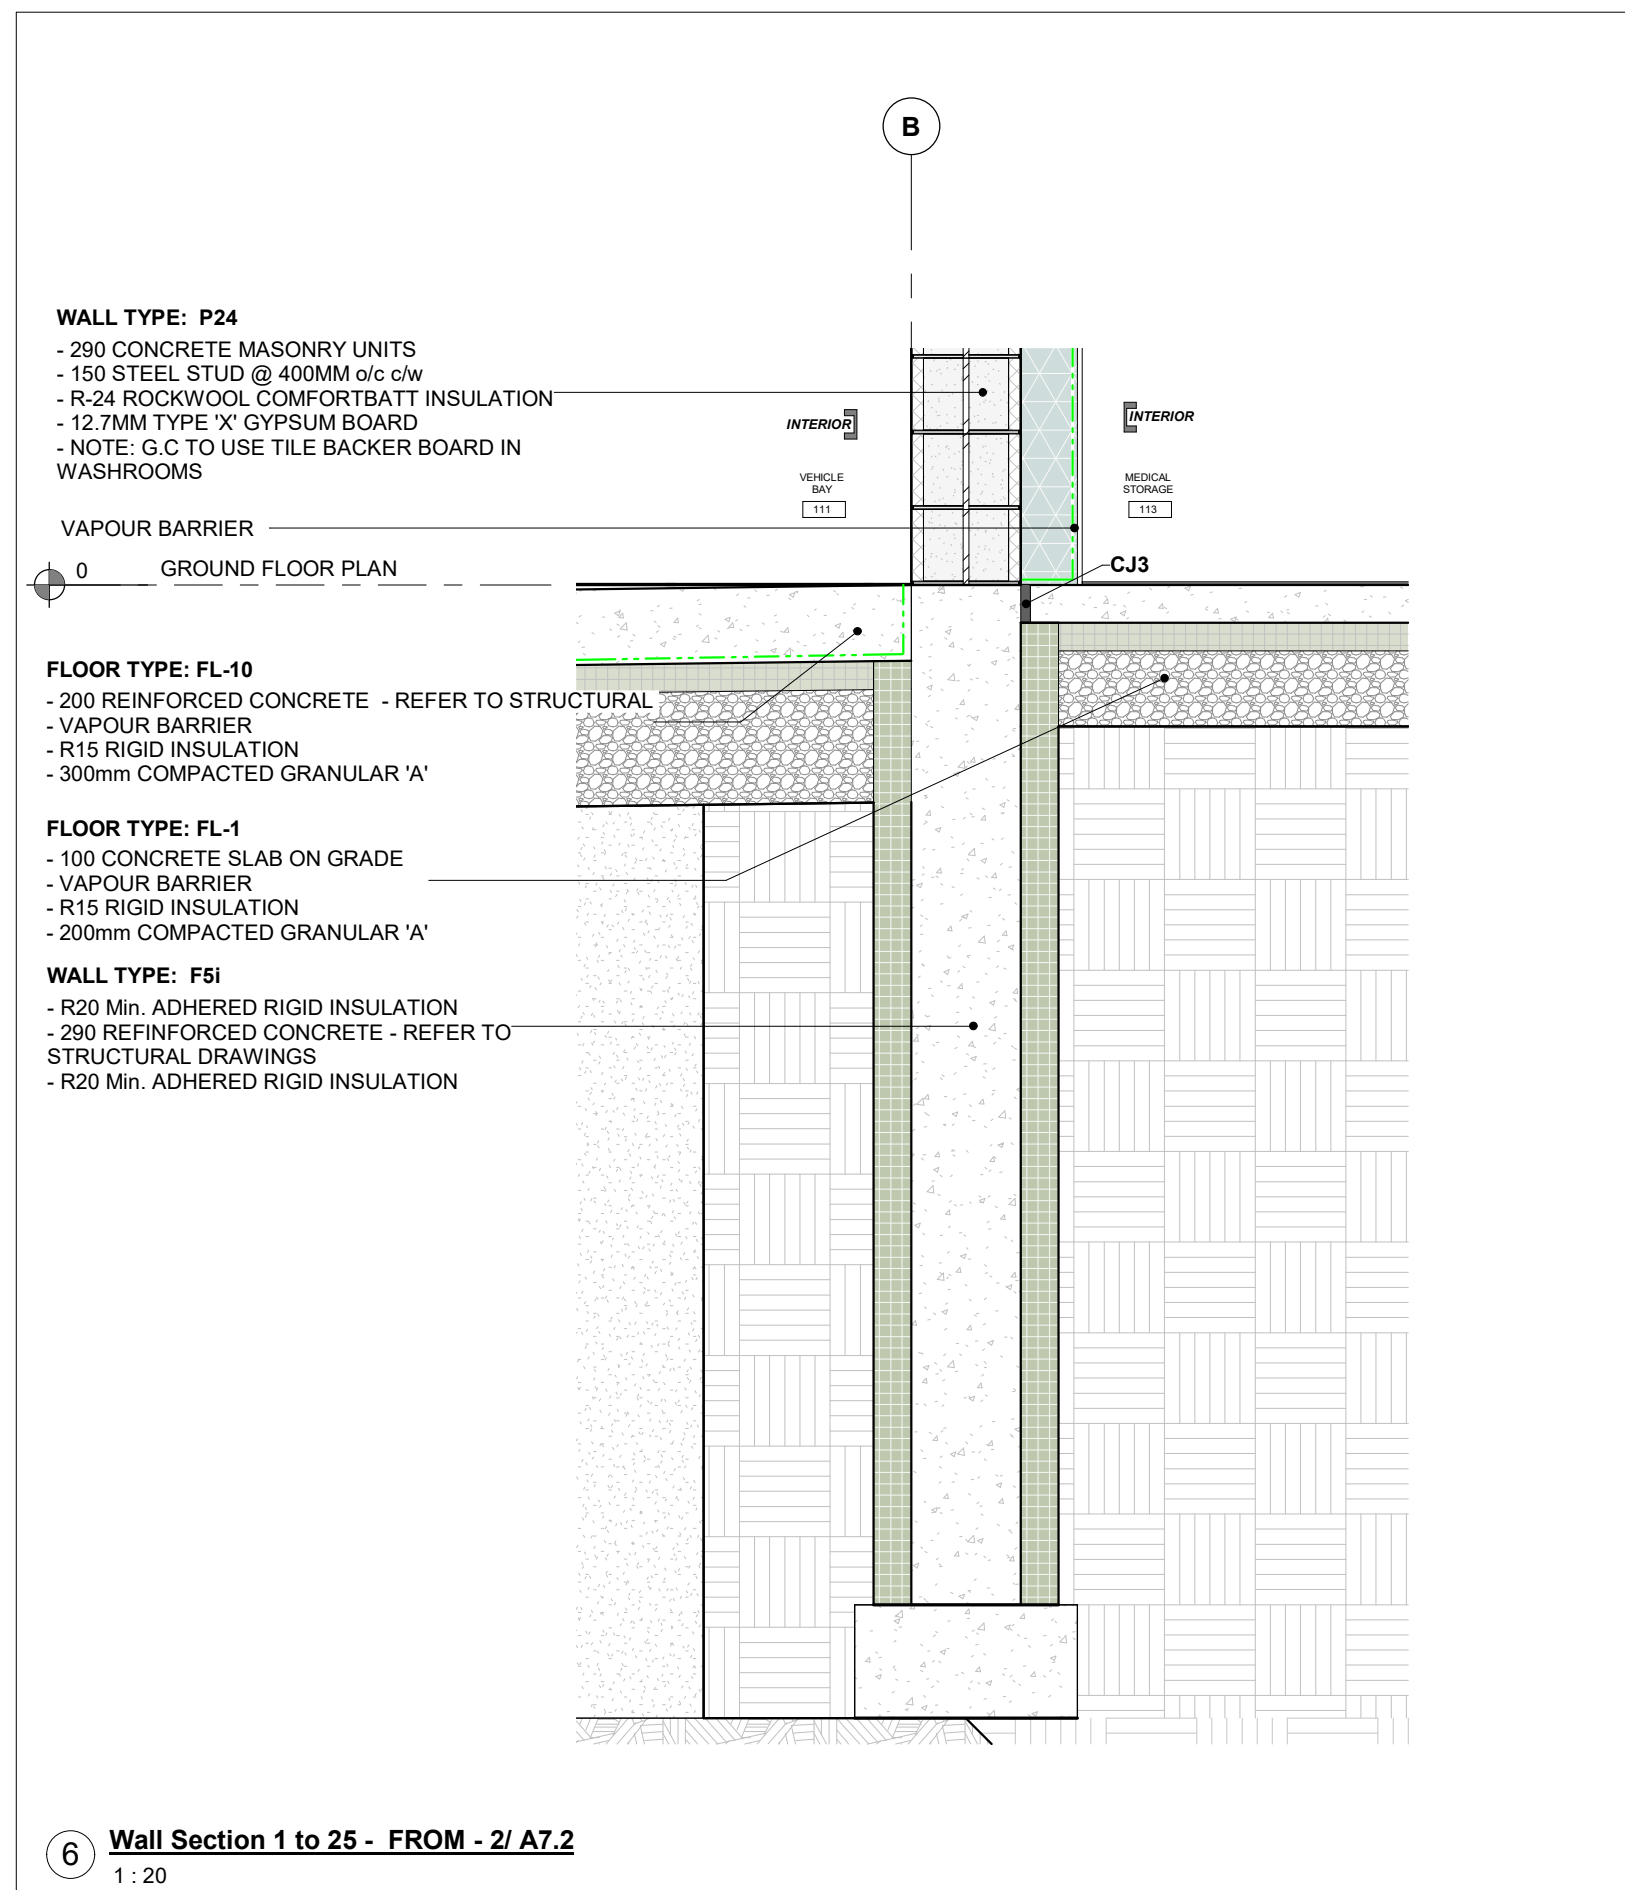 B
WALL TYPE: P24
- 290 CONCRETE MASONRY UNITS
- 150 STEEL STUD @ 400MM o/c c/w
- R-24 ROCKWOOL COMFORTBATT INSULATION
- 12.7MM TYPE 'X' GYPSUM BOARD
- NOTE: G.C TO USE TILE BACKER BOARD IN
WASHROOMS
INTERIOR
INTERIOR
VEHICLE
BAY
111
MEDICAL
STORAGE
113
VAPOUR BARRIER
CJ3
0 GROUND FLOOR PLAN
FLOOR TYPE: FL-10
- 200 REINFORCED CONCRETE - REFER TO STRUCTURAL
- VAPOUR BARRIER
- R15 RIGID INSULATION
- 300mm COMPACTED GRANULAR 'A'
FLOOR TYPE: FL-1
- 100 CONCRETE SLAB ON GRADE
- VAPOUR BARRIER
- R15 RIGID INSULATION
- 200mm COMPACTED GRANULAR 'A'
WALL TYPE: F5i
- R20 Min. ADHERED RIGID INSULATION
- 290 REFINFORCED CONCRETE - REFER TO
STRUCTURAL DRAWINGS
- R20 Min. ADHERED RIGID INSULATION
6 Wall Section 1 to 25 - FROM - 2/ A7.2
1 : 20